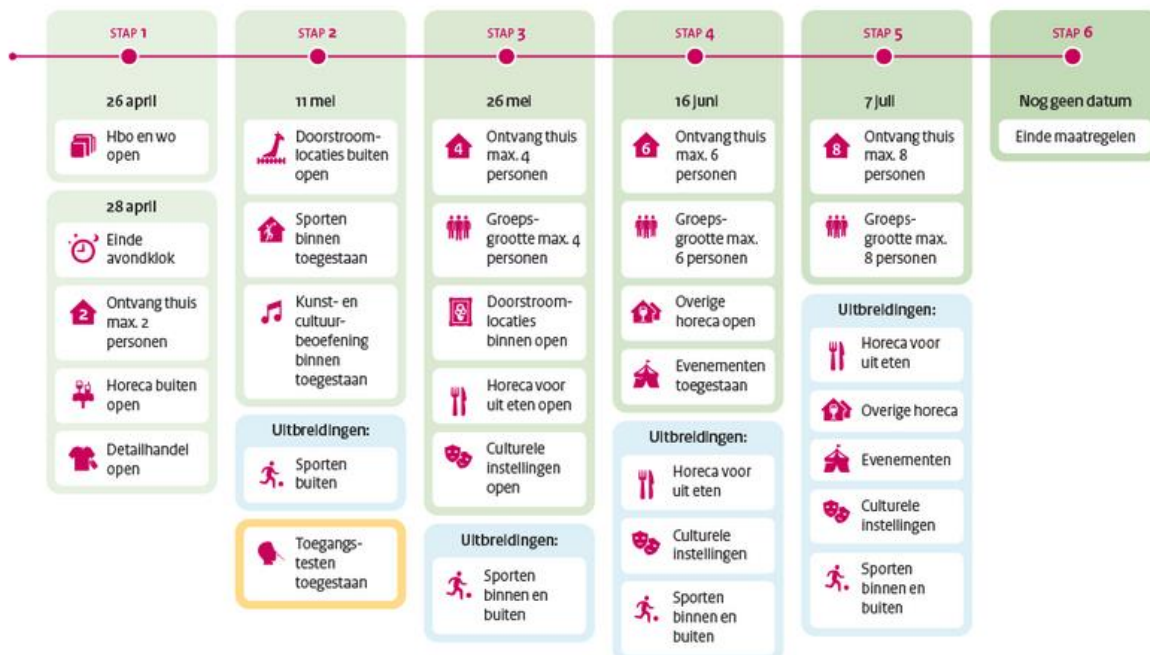 STAP 1
26 april
Hbo en wo
open
28 april
Einde
avondklok
2
Ontvang thuis
max. 2
personen
Horeca buiten
open
Detailhandel
open
STAP 2
11 mei
Doorstroom-
locaties buiten
open
Sporten
binnen
toegestaan
Kunst- en
cultuur-
beoefening
binnen
toegestaan
Uitbreidingen:
Sporten
buiten
Toegangs-
testen
toegestaan
STAP 3
26 mei
4
Ontvang thuis
max. 4
personen
Groeps-
grootte max. 4
personen
Doorstroom-
locaties
binnen open
Horeca voor
uit eten open
Culturele
instellingen
open
Uitbreidingen:
Sporten
binnen en
buiten
STAP 4
16 juni
6
Ontvang thuis
max. 6
personen
Groeps-
grootte max.
6 personen
Overige
horeca open
Evenementen
toegestaan
Uitbreidingen:
Horeca voor
uit eten
Culturele
instellingen
Sporten
binnen en
buiten
STAP 5
7 juli
8
Ontvang thuis
max. 8
personen
Groeps-
grootte max.
8 personen
Uitbreidingen:
Horeca voor
uit eten
Overige horeca
Evenementen
Culturele
instellingen
Sporten
binnen en
buiten
STAP 6
Nog geen datum
Einde maatregelen